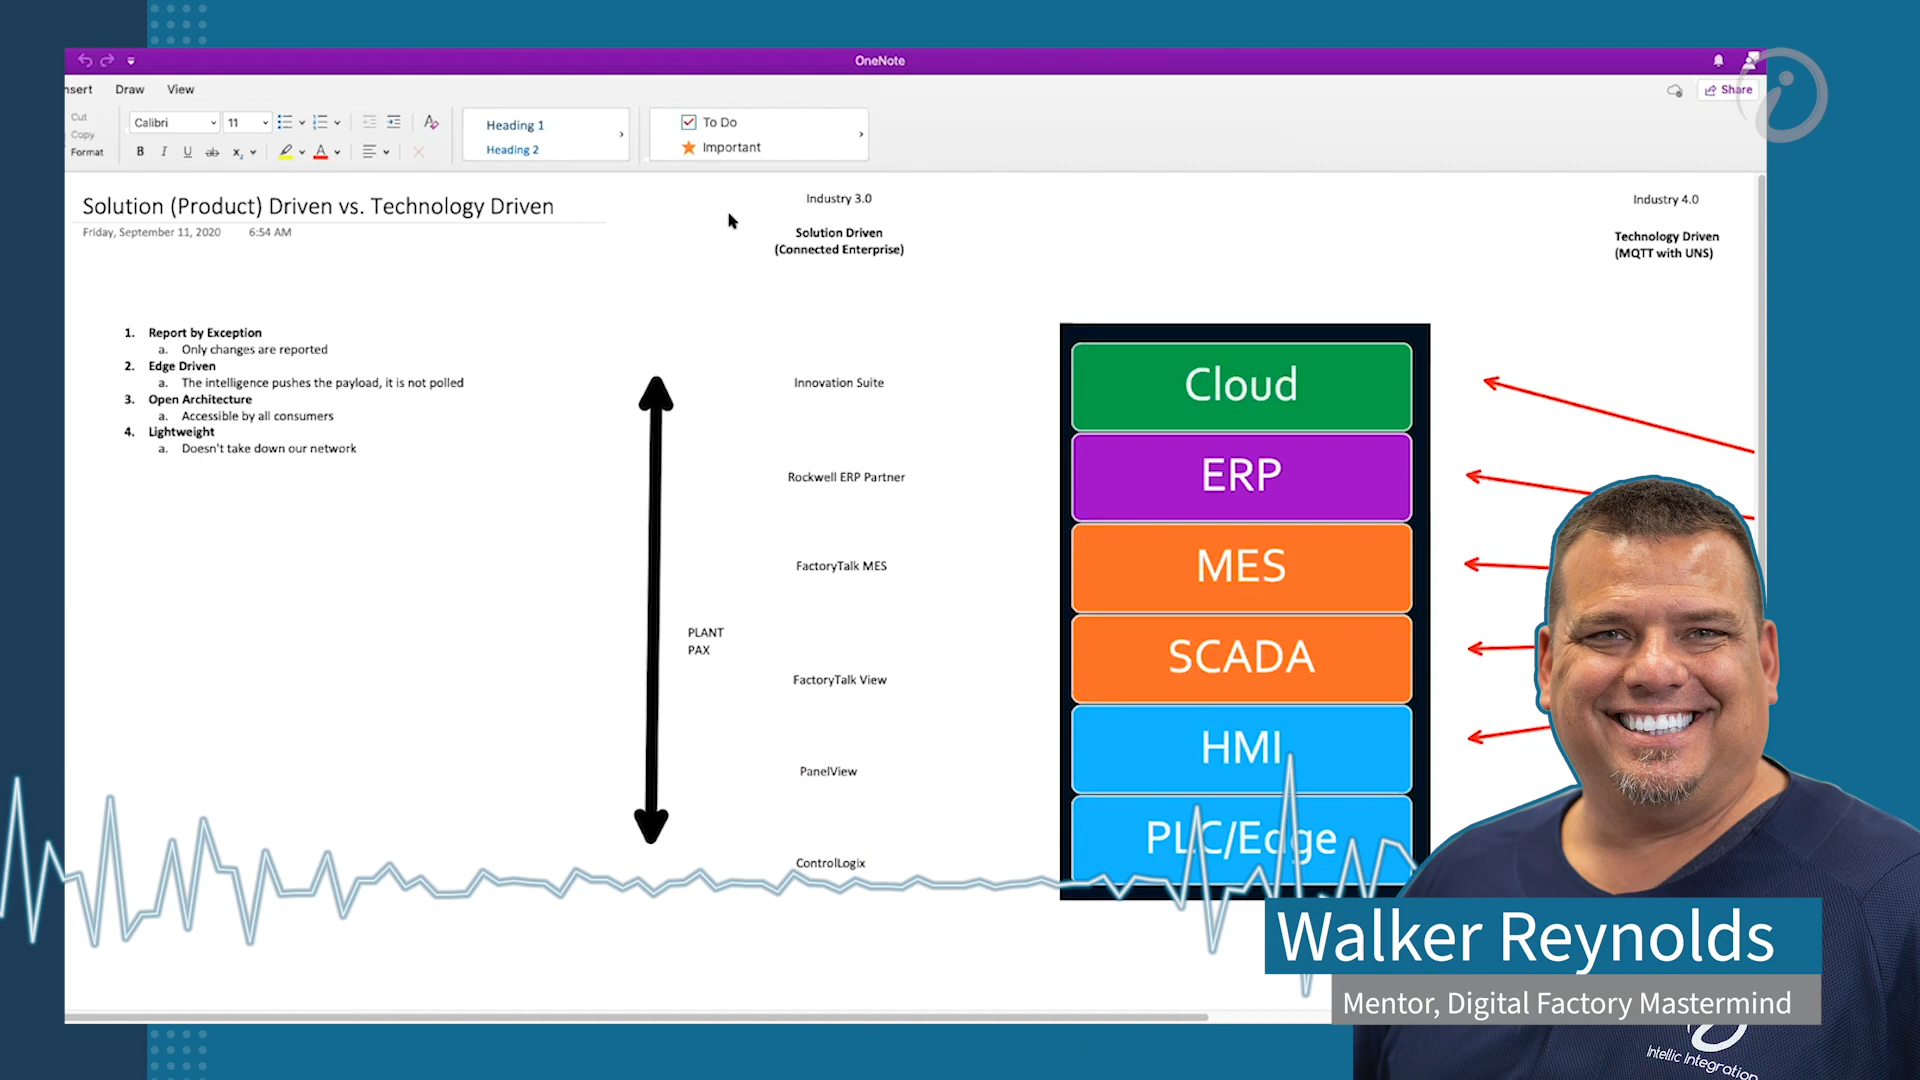 OneNote
nsert Draw View
Share
Cut
Copy
Format
Calibri 11
B I U ab x2 A
Heading 1
Heading 2
To Do
Important
Solution (Product) Driven vs. Technology Driven
Friday, September 11, 2020 6:54 AM
Industry 3.0
Solution Driven
(Connected Enterprise)
Industry 4.0
Technology Driven
(MQTT with UNS)
1. Report by Exception
a. Only changes are reported
2. Edge Driven
a. The intelligence pushes the payload, it is not polled
3. Open Architecture
a. Accessible by all consumers
4. Lightweight
a. Doesn't take down our network
PLANT
PAX
Innovation Suite
Rockwell ERP Partner
FactoryTalk MES
FactoryTalk View
PanelView
ControlLogix
Cloud
ERP
MES
SCADA
HMI
PLC/Edge
Walker Reynolds
Mentor, Digital Factory Mastermind
Intellic Integration